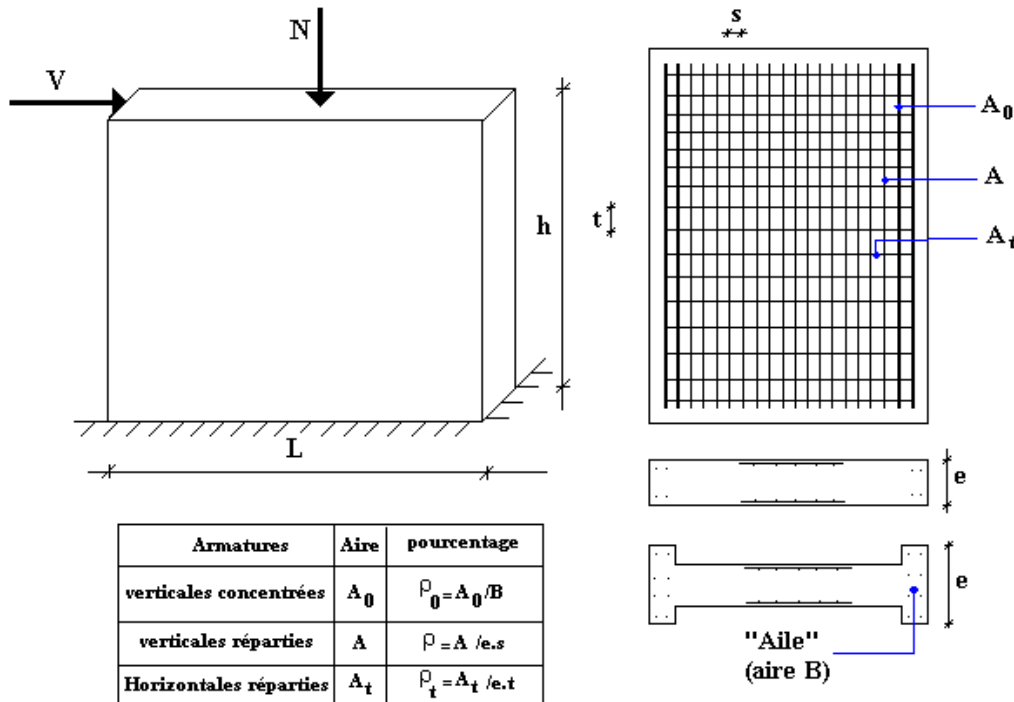 N
V
h
L
s
t
A₀
A
Aₜ
e
e
"Aile"
(aire B)
Armatures Aire pourcentage
verticales concentrées A₀ ρ₀=A₀/B
verticales réparties A ρ=A /e.s
Horizontales réparties Aₜ ρₜ=Aₜ /e.t